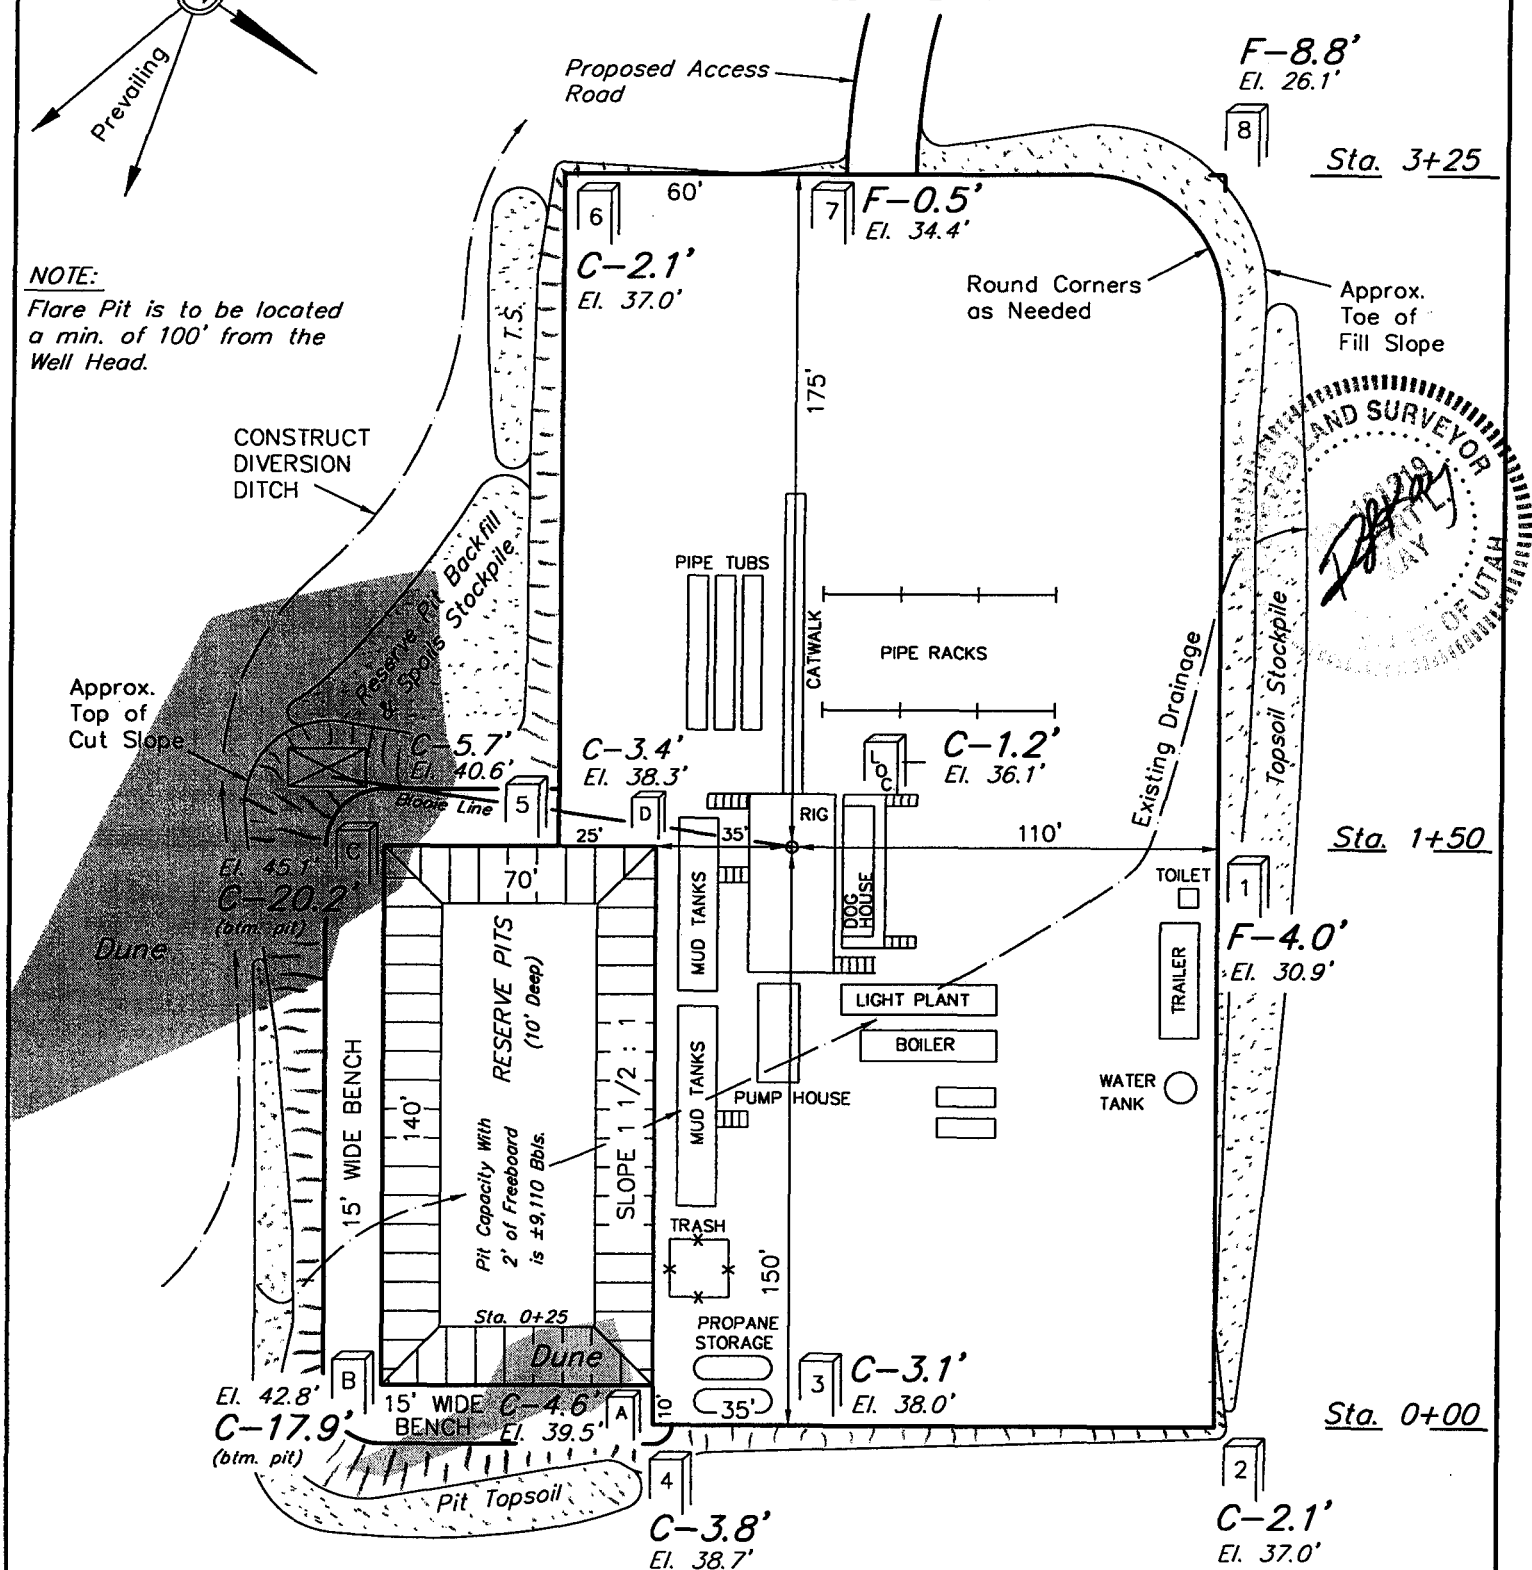 Prevailing
Proposed Access
Road
F-8.8'
El. 26.1'
8
Sta. 3+25
60'
6
C-2.1'
El. 37.0'
7
F-0.5'
El. 34.4'
NOTE:
Flare Pit is to be located
a min. of 100' from the
Well Head.
T.S.
Round Corners
as Needed
Approx.
Toe of
Fill Slope
175'
CONSTRUCT
DIVERSION
DITCH
LAND SURVEYOR
OF UTAH
Reserve Pit Backfill
& Spoils Stockpile
PIPE TUBS
CATWALK
PIPE RACKS
Existing Drainage
Topsoil Stockpile
Approx.
Top of
Cut Slope
C-5.7'
El. 40.6'
Blooie Line
5
C-3.4'
El. 38.3'
D
LOC.
C-1.2'
El. 36.1'
RIG
25'
35'
110'
Sta. 1+50
C
El. 45.1'
C-20.2'
(btm. pit)
Dune
70'
MUD TANKS
DOG
HOUSE
TOILET
1
F-4.0'
El. 30.9'
TRAILER
RESERVE PITS
(10' Deep)
LIGHT PLANT
BOILER
15' WIDE BENCH
140'
Pit Capacity With
2' of Freeboard
is ±9,110 Bbls.
SLOPE 1 1/2 : 1
MUD TANKS
PUMP HOUSE
WATER
TANK
TRASH
150'
Sta. 0+25
Dune
PROPANE
STORAGE
B
El. 42.8'
C-17.9'
(btm. pit)
15' WIDE
BENCH
C-4.6'
El. 39.5'
A
10'
35'
3
C-3.1'
El. 38.0'
Sta. 0+00
Pit Topsoil
4
C-3.8'
El. 38.7'
2
C-2.1'
El. 37.0'